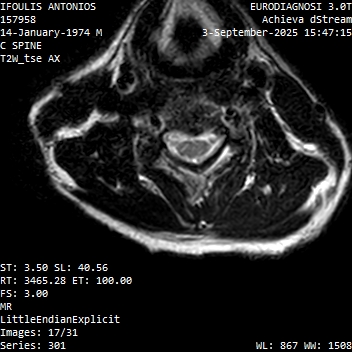 IFOULIS ANTONIOS
EURODIAGNOSI 3.0T
157958
Achieva dStream
14-January-1974 M
3-September-2025 15:47:15
C SPINE
T2W_tse AX
ST: 3.50 SL: 40.56
RT: 3465.28 ET: 100.00
FS: 3.00
MR
LittleEndianExplicit
Images: 17/31
Series: 301
WL: 867 WW: 1508